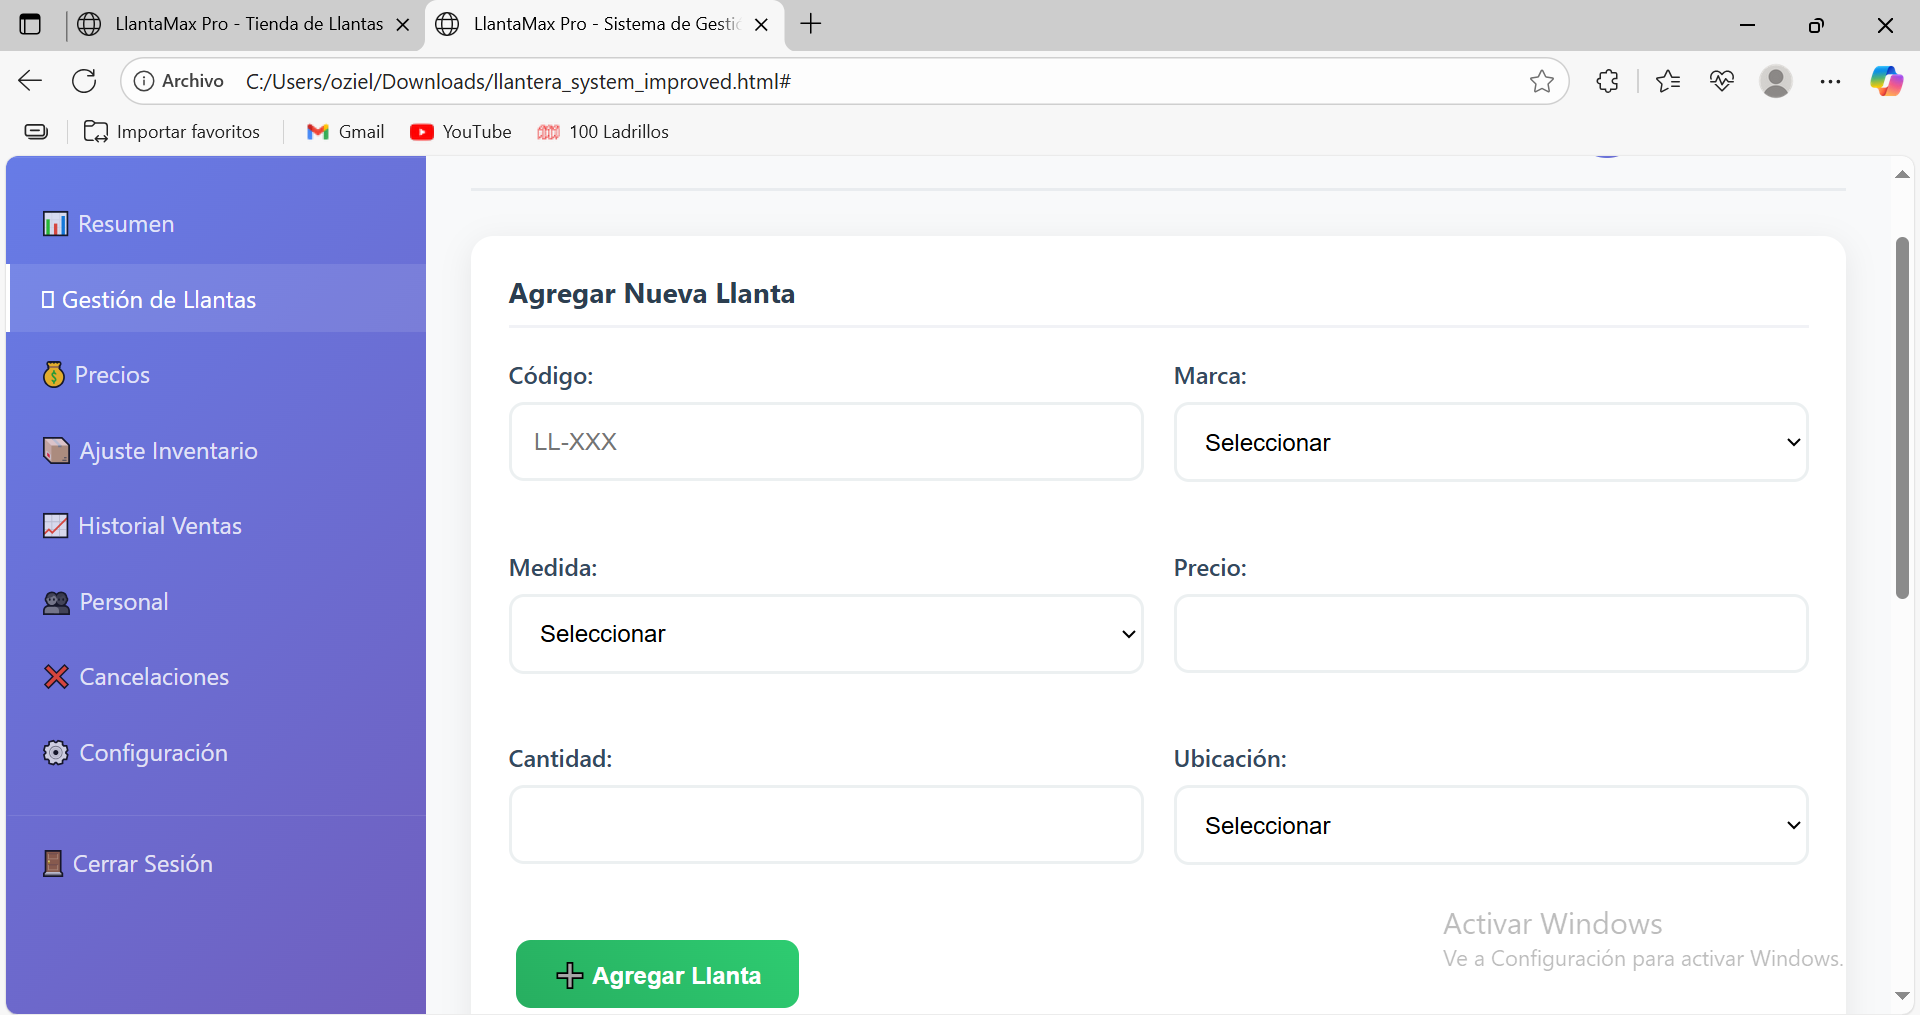 LlantaMax Pro - Tienda de Llantas
LlantaMax Pro - Sistema de Gesti
Archivo
C:/Users/oziel/Downloads/llantera_system_improved.html#
Importar favoritos
Gmail
YouTube
100 Ladrillos
Resumen
Gestión de Llantas
Precios
Ajuste Inventario
Historial Ventas
Personal
Cancelaciones
Configuración
Cerrar Sesión
Agregar Nueva Llanta
Código:
Marca:
LL-XXX
Seleccionar
Medida:
Precio:
Seleccionar
Cantidad:
Ubicación:
Seleccionar
Agregar Llanta
Activar Windows
Ve a Configuración para activar Windows.